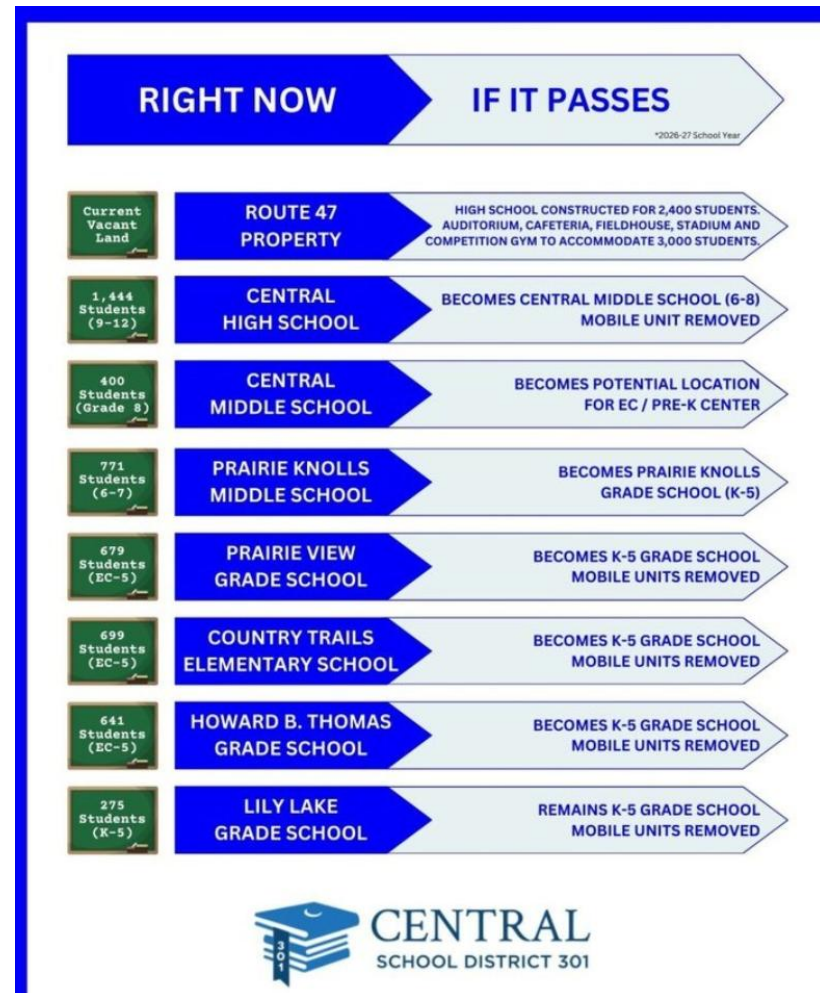 RIGHT NOW
IF IT PASSES
*2026-27 School Year
Current
Vacant
Land
ROUTE 47
PROPERTY
HIGH SCHOOL CONSTRUCTED FOR 2,400 STUDENTS.
AUDITORIUM, CAFETERIA, FIELDHOUSE, STADIUM AND
COMPETITION GYM TO ACCOMMODATE 3,000 STUDENTS.
1,444
Students
(9-12)
CENTRAL
HIGH SCHOOL
BECOMES CENTRAL MIDDLE SCHOOL (6-8)
MOBILE UNIT REMOVED
400
Students
(Grade 8)
CENTRAL
MIDDLE SCHOOL
BECOMES POTENTIAL LOCATION
FOR EC / PRE-K CENTER
771
Students
(6-7)
PRAIRIE KNOLLS
MIDDLE SCHOOL
BECOMES PRAIRIE KNOLLS
GRADE SCHOOL (K-5)
679
Students
(EC-5)
PRAIRIE VIEW
GRADE SCHOOL
BECOMES K-5 GRADE SCHOOL
MOBILE UNITS REMOVED
699
Students
(EC-5)
COUNTRY TRAILS
ELEMENTARY SCHOOL
BECOMES K-5 GRADE SCHOOL
MOBILE UNITS REMOVED
641
Students
(EC-5)
HOWARD B. THOMAS
GRADE SCHOOL
BECOMES K-5 GRADE SCHOOL
MOBILE UNITS REMOVED
275
Students
(K-5)
LILY LAKE
GRADE SCHOOL
REMAINS K-5 GRADE SCHOOL
MOBILE UNITS REMOVED
301
CENTRAL
SCHOOL DISTRICT 301